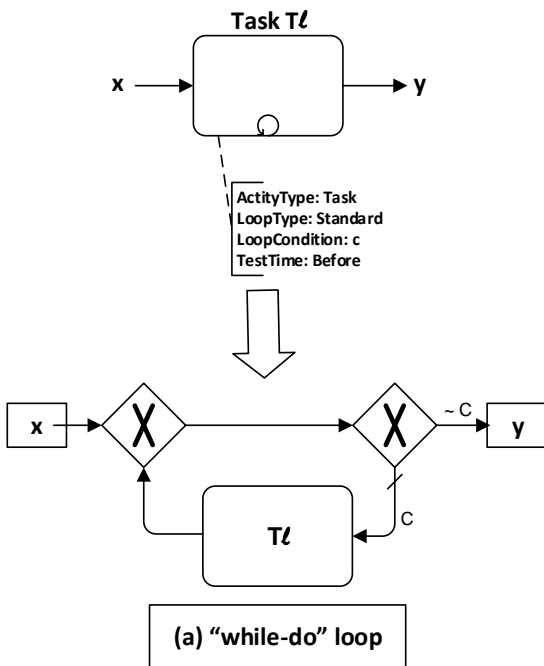 Task Tℓ
x
y
ActityType: Task
LoopType: Standard
LoopCondition: c
TestTime: Before
x
X
X
~ C
y
C
Tℓ
(a) “while-do” loop